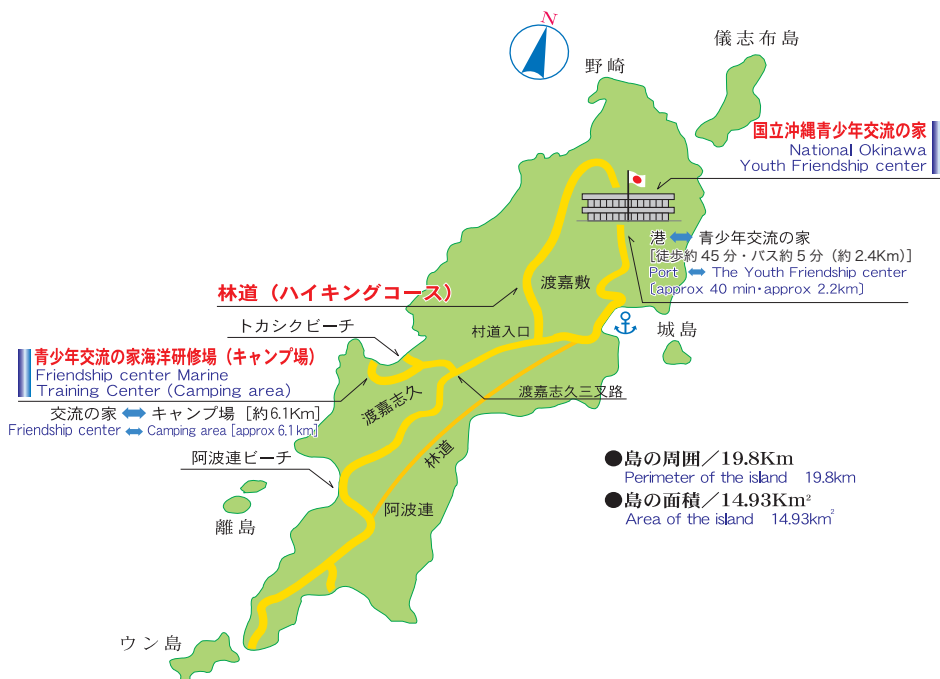 N
儀志布島
野崎
国立沖縄青少年交流の家
National Okinawa
Youth Friendship center
港 ⇔ 青少年交流の家
[徒歩約45分・バス約5分（約2.4Km）]
Port ⇔ The Youth Friendship center
[approx 40 min・approx 2.2km]
渡嘉敷
林道（ハイキングコース）
トカシクビーチ
村道入口
城島
青少年交流の家海洋研修場（キャンプ場）
Friendship center Marine
Training Center (Camping area)
交流の家 ⇔ キャンプ場［約6.1Km］
Friendship center ⇔ Camping area [approx 6.1km]
渡嘉志久
渡嘉志久三叉路
林道
阿波連ビーチ
阿波連
離島
●島の周囲／19.8Km
Perimeter of the island 19.8km
●島の面積／14.93Km²
Area of the island 14.93km²
ウン島